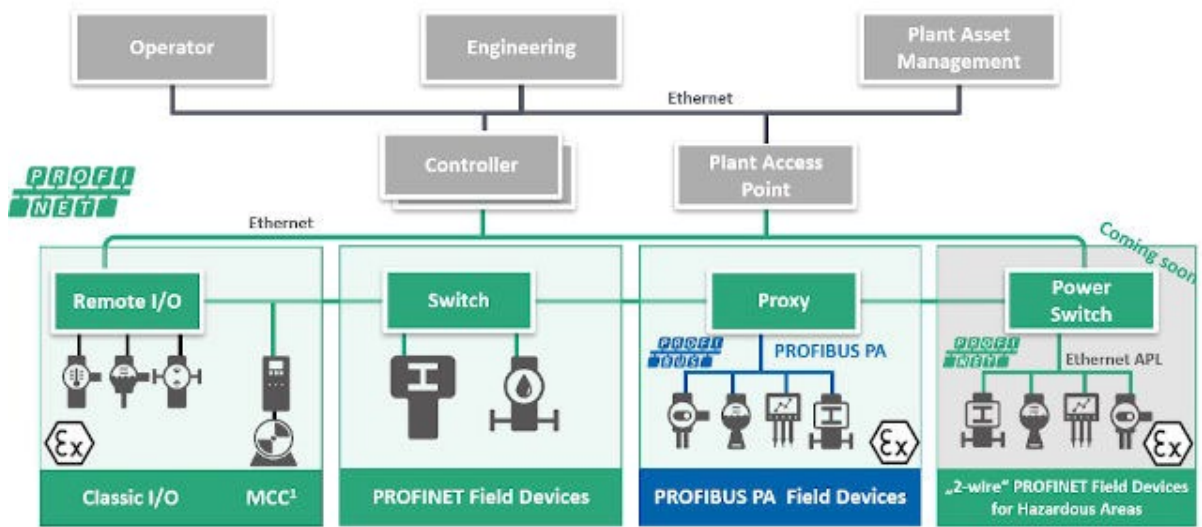 Operator
Engineering
Plant Asset
Management
Ethernet
Controller
Plant Access
Point
PROFI
NET
Ethernet
Coming soon
Remote I/O
Switch
Proxy
Power
Switch
PROFI
BUS
PROFIBUS PA
PROFI
NET
Ethernet APL
Ex
Ex
Ex
Classic I/O
MCC¹
PROFINET Field Devices
PROFIBUS PA Field Devices
„2-wire“ PROFINET Field Devices
for Hazardous Areas